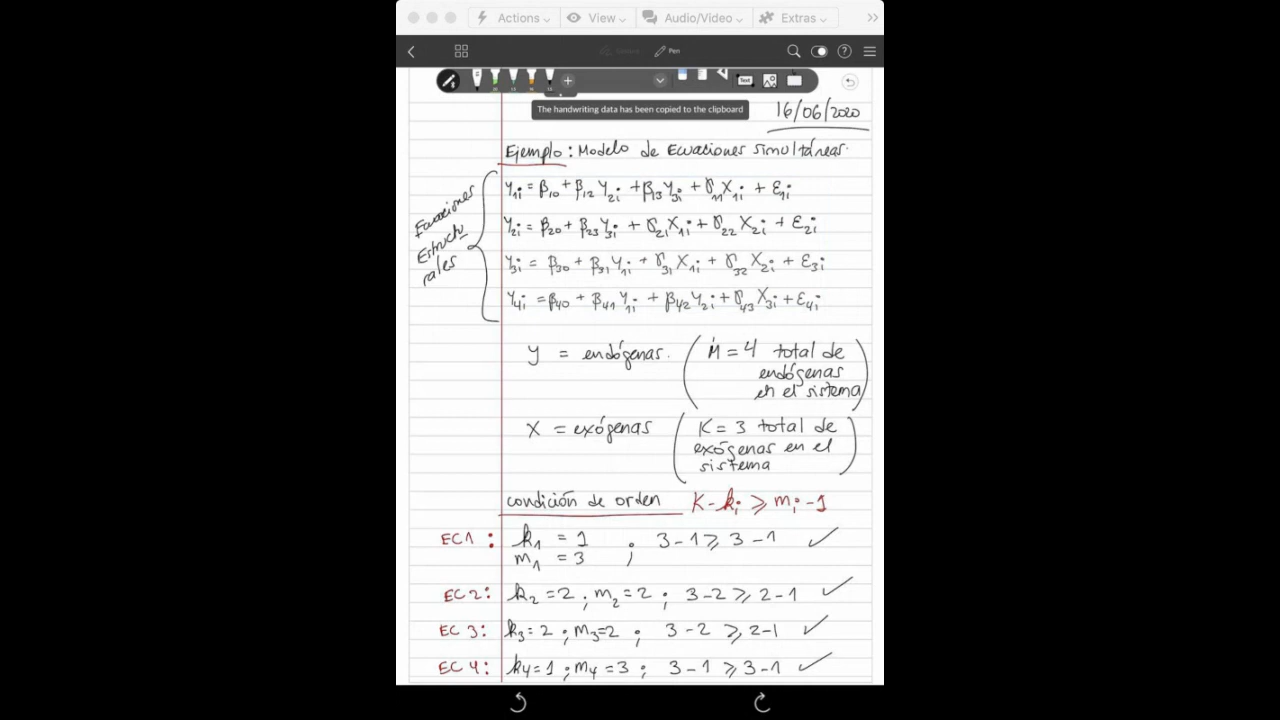 Actions View Audio/Video Extras
Pen
Text
The handwriting data has been copied to the clipboard
16/06/2020
Ejemplo: Modelo de Ecuaciones simultáneas.
Ecuaciones Estructurales
Y₁ᵢ = β₁₀ + β₁₂ Y₂ᵢ + β₁₃ Y₃ᵢ + γ₁₁ X₁ᵢ + ε₁ᵢ
Y₂ᵢ = β₂₀ + β₂₃ Y₃ᵢ + γ₂₁ X₁ᵢ + γ₂₂ X₂ᵢ + ε₂ᵢ
Y₃ᵢ = β₃₀ + β₃₁ Y₁ᵢ + γ₃₁ X₁ᵢ + γ₃₂ X₂ᵢ + ε₃ᵢ
Y₄ᵢ = β₄₀ + β₄₁ Y₁ᵢ + β₄₂ Y₂ᵢ + γ₄₃ X₃ᵢ + ε₄ᵢ
Y = endógenas. (M = 4 total de
endógenas
en el sistema)
X = exógenas (K = 3 total de
exógenas en el
sistema)
condición de orden K - kᵢ ≥ mᵢ - 1
EC1: k₁ = 1 ; 3 - 1 ≥ 3 - 1 ✓
m₁ = 3
EC2: k₂ = 2 ; m₂ = 2 ; 3 - 2 ≥ 2 - 1 ✓
EC 3: k₃ = 2 ; m₃ = 2 ; 3 - 2 ≥ 2 - 1 ✓
EC 4: k₄ = 1 ; m₄ = 3 ; 3 - 1 ≥ 3 - 1 ✓